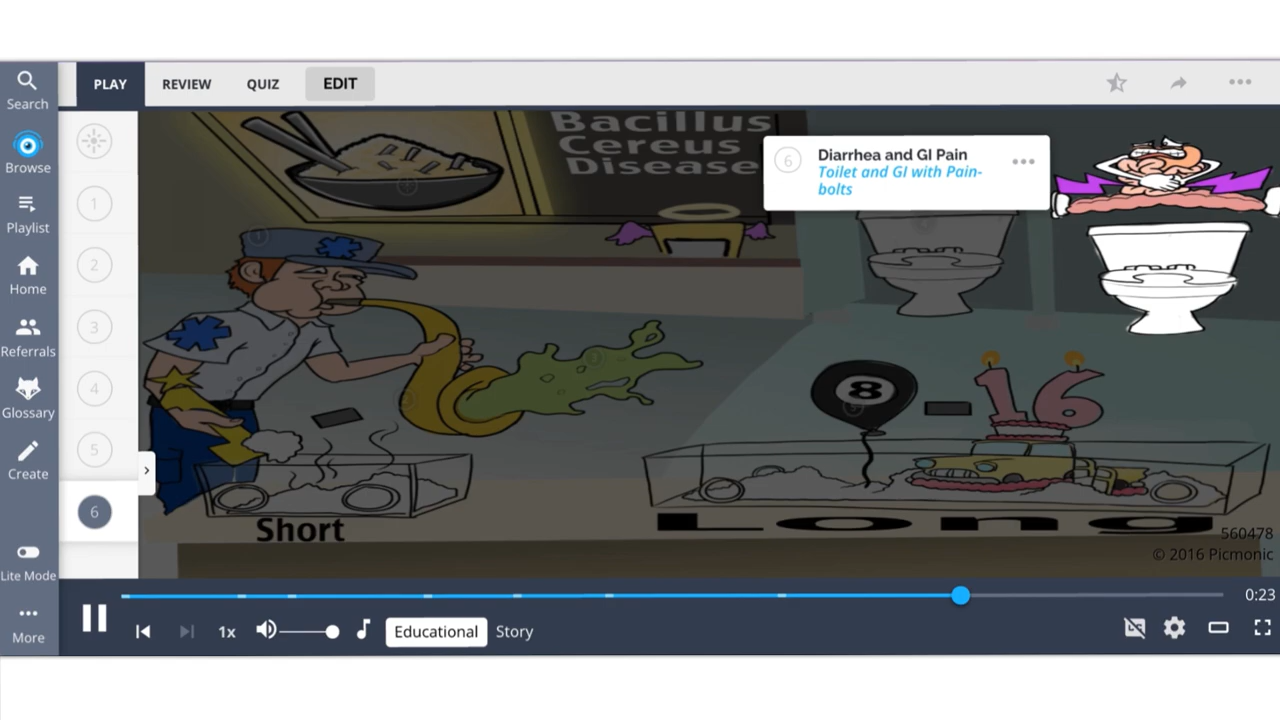 Search
Browse
Playlist
Home
Referrals
Glossary
Create
Lite Mode
More
PLAY
REVIEW
QUIZ
EDIT
1
2
3
4
5
6
Bacillus
Cereus
Disease
6
Diarrhea and GI Pain
Toilet and GI with Pain-
bolts
8 - 16
Short
Long
560478
© 2016 Picmonic
0:23
1x
Educational
Story